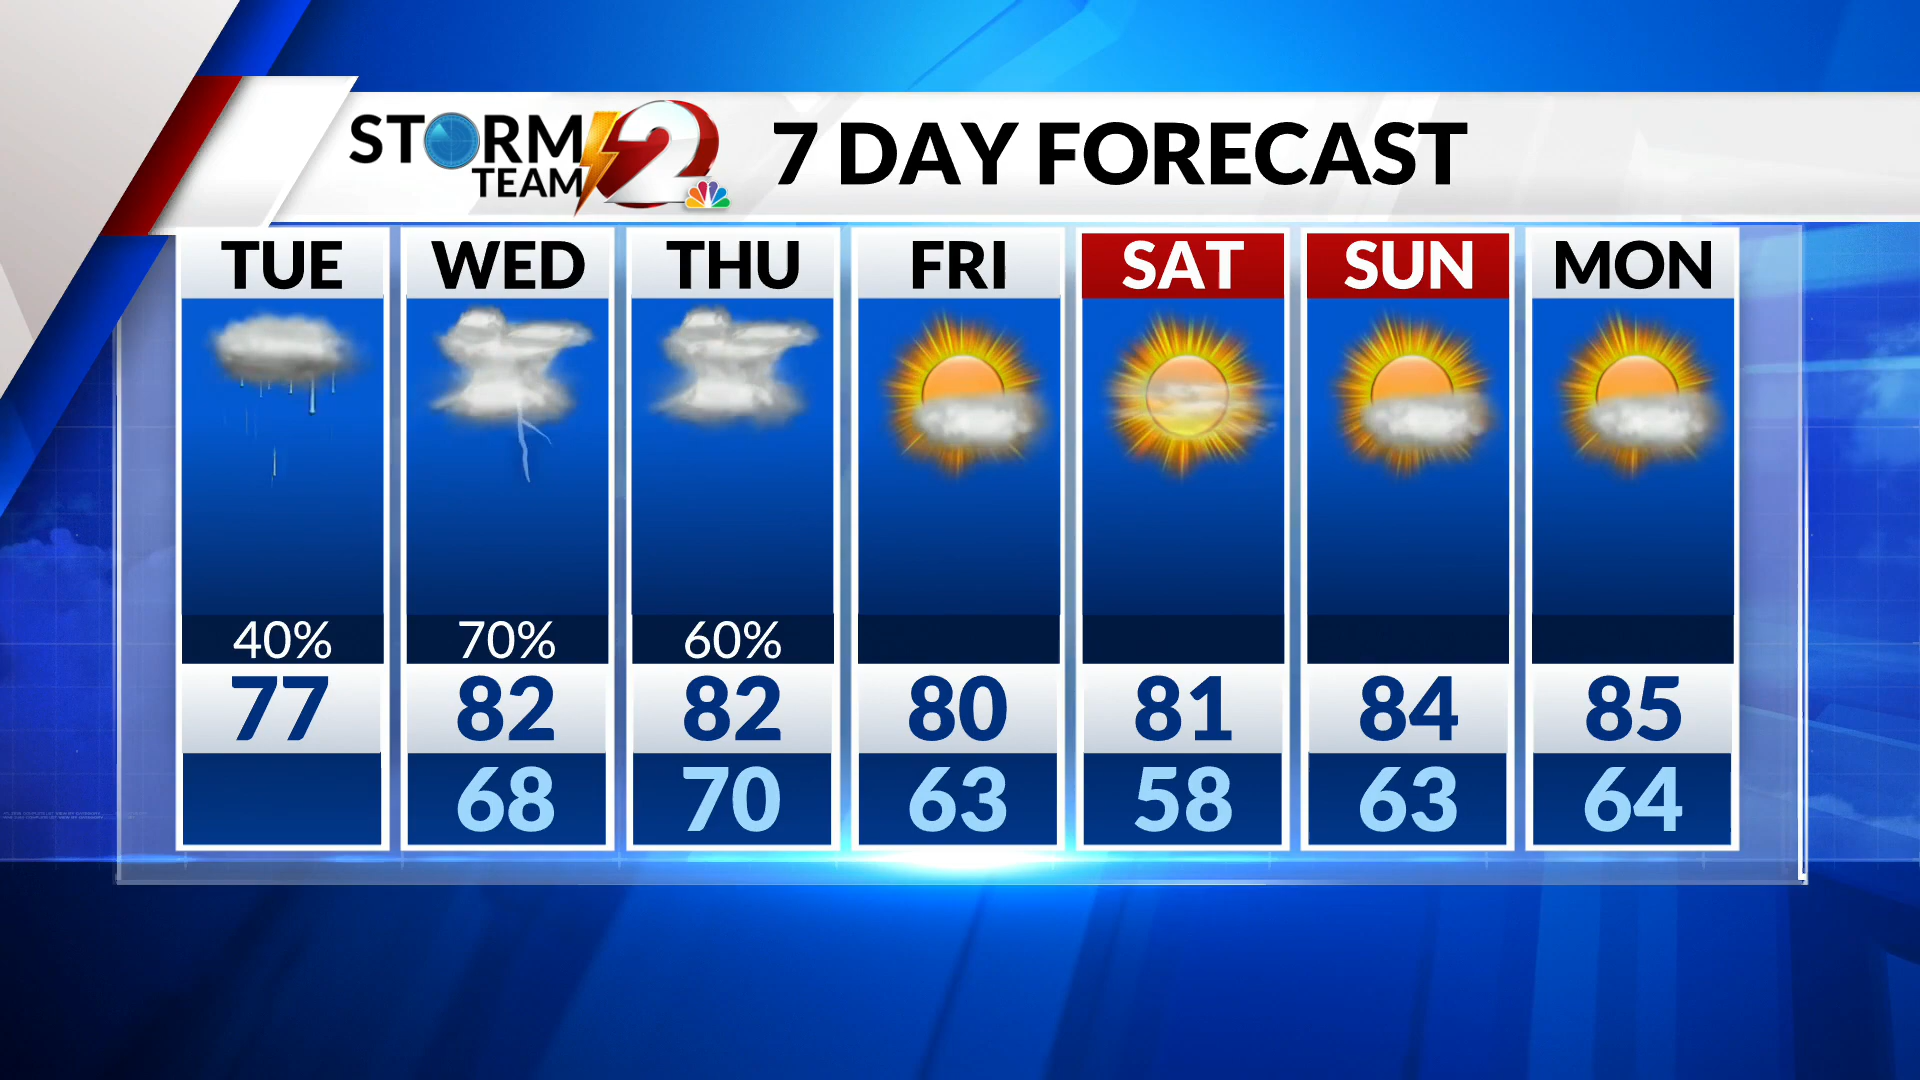 STORM
TEAM
2
7 DAY FORECAST
TUE WED THU FRI SAT SUN MON
40% 70% 60%
77 82 82 80 81 84 85
68 70 63 58 63 64